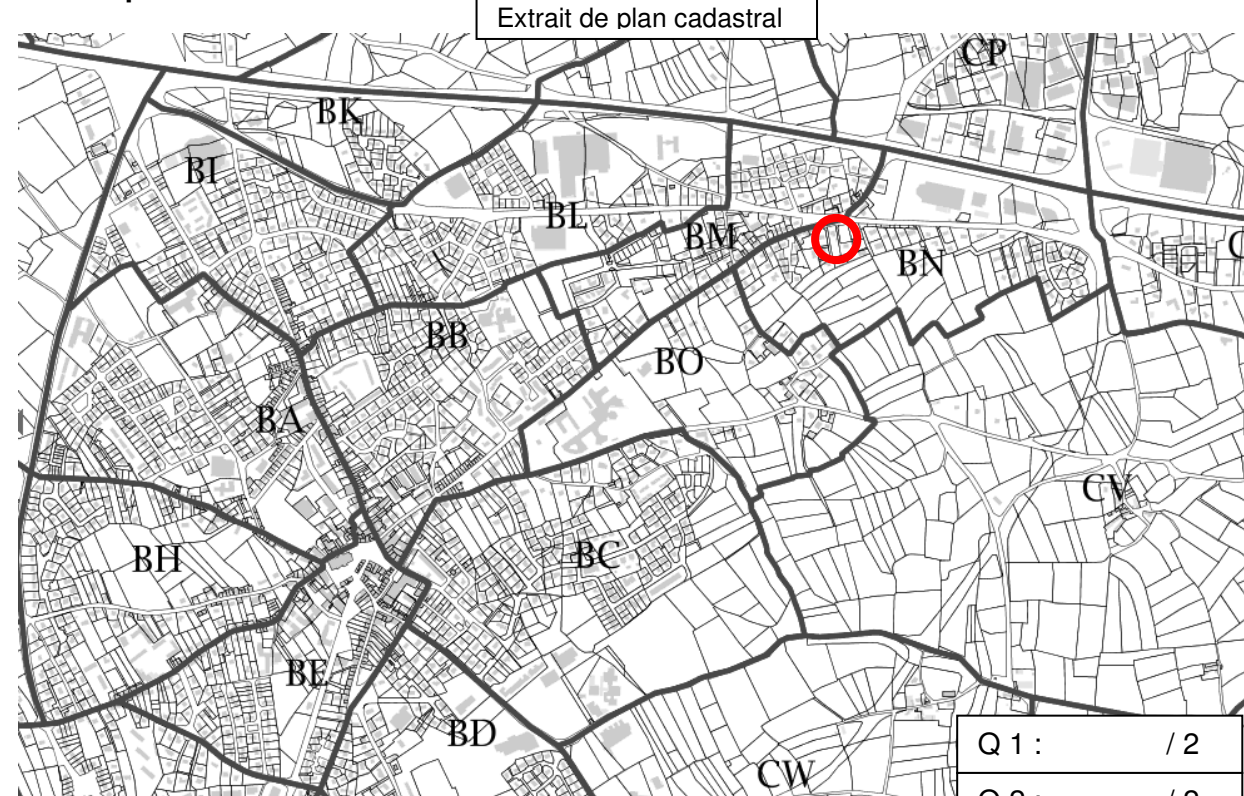 Extrait de plan cadastral
CP
BK
BI
BL
BM
BN
BB
BO
BA
CV
BH
BC
BE
BD
CW
Q 1 : / 2